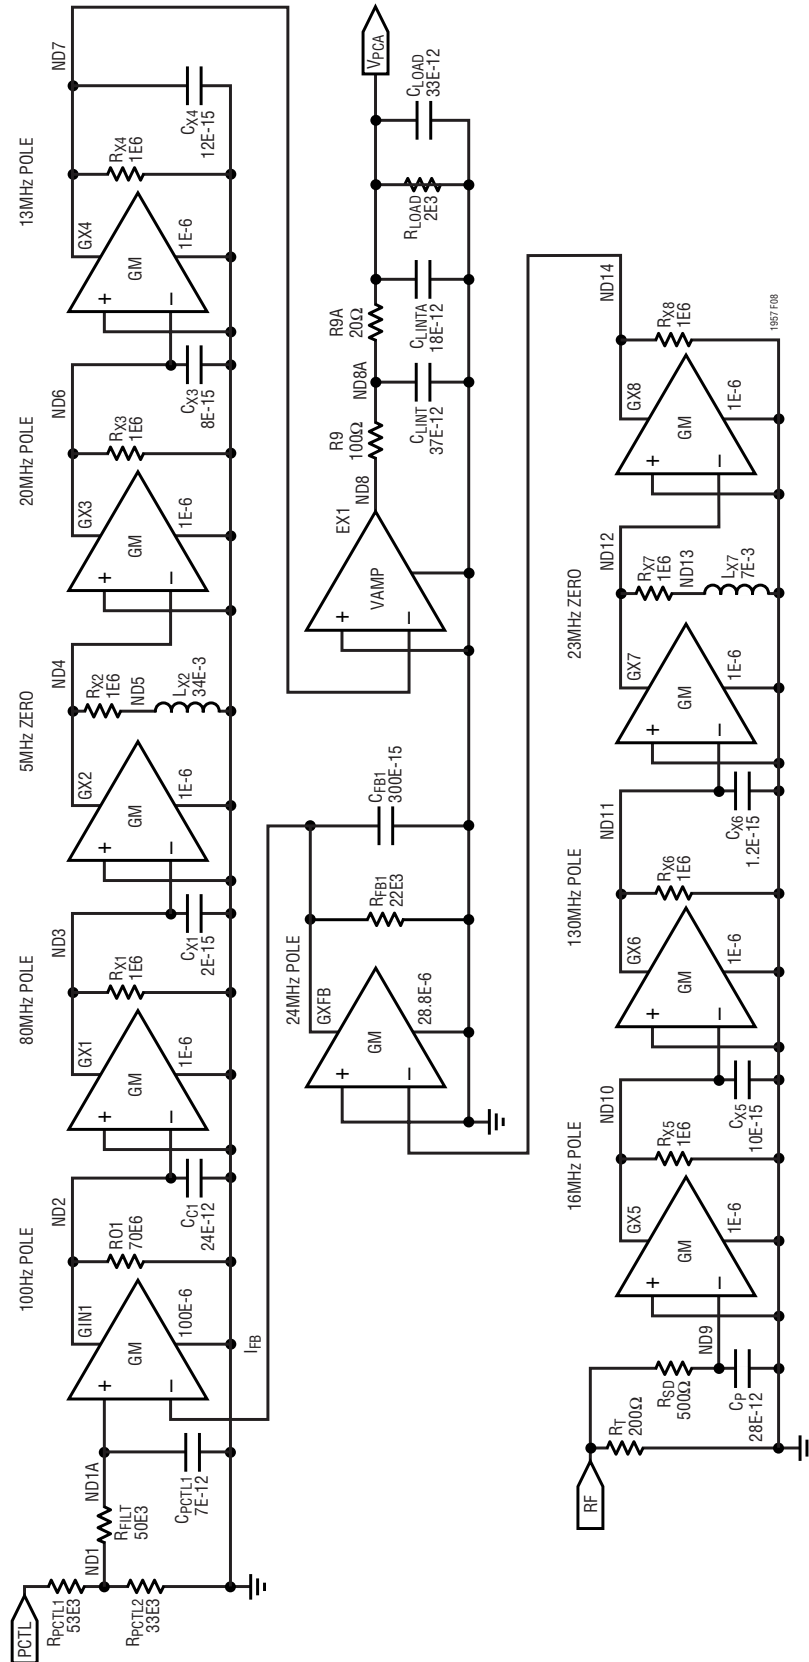 100Hz POLE
80MHz POLE
5MHz ZERO
20MHz POLE
13MHz POLE
PCTL
RPCTL1
53E3
RPCTL2
33E3
ND1
RFILT
50E3
ND1A
CPCTL1
7E-12
+
−
GM
GIN1
100E-6
IFB
RO1
70E6
ND2
CC1
24E-12
+
−
GM
GX1
1E-6
RX1
1E6
ND3
CX1
2E-15
+
−
GM
GX2
1E-6
RX2
1E6
ND4
ND5
LX2
34E-3
+
−
GM
GX3
1E-6
RX3
1E6
ND6
CX3
8E-15
+
−
GM
GX4
1E-6
RX4
1E6
CX4
12E-15
ND7
24MHz POLE
+
−
GM
GXFB
28.8E-6
RFB1
22E3
CFB1
300E-15
+
−
VAMP
EX1
ND8
R9
100Ω
ND8A
CLINT
37E-12
R9A
20Ω
CLINTA
18E-12
RLOAD
2E3
CLOAD
33E-12
VPCA
16MHz POLE
130MHz POLE
23MHz ZERO
RF
RT
200Ω
RSD
500Ω
CP
28E-12
ND9
+
−
GM
GX5
1E-6
RX5
1E6
ND10
CX5
10E-15
+
−
GM
GX6
1E-6
RX6
1E6
ND11
CX6
1.2E-15
+
−
GM
GX7
1E-6
RX7
1E6
ND12
ND13
LX7
7E-3
+
−
GM
GX8
1E-6
RX8
1E6
ND14
1957 F08